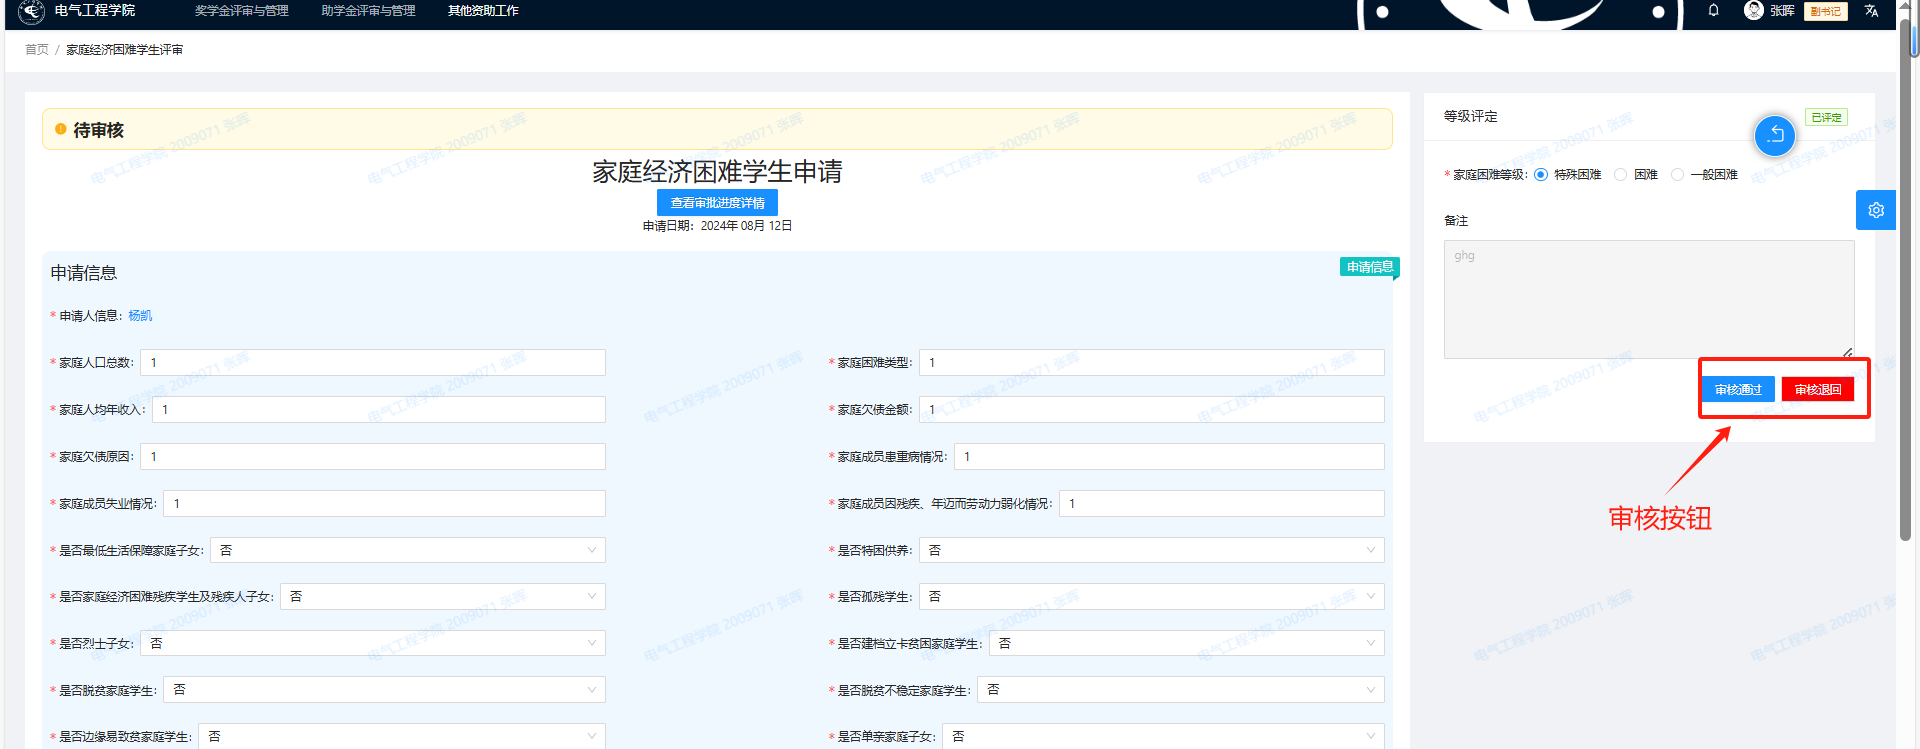 电气工程学院 奖学金评审与管理 助学金评审与管理 其他资助工作 张晖 副书记
首页 / 家庭经济困难学生评审
待审核
家庭经济困难学生申请
查看审批进度详情
申请日期：2024年 08月 12日
申请信息
申请信息
* 申请人信息：杨凯
* 家庭人口总数：1
* 家庭困难类型：1
* 家庭人均年收入：1
* 家庭欠债金额：1
* 家庭欠债原因：1
* 家庭成员患重病情况：1
* 家庭成员失业情况：1
* 家庭成员因残疾、年迈而劳动力弱化情况：1
* 是否最低生活保障家庭子女：否
* 是否特困供养：否
* 是否家庭经济困难残疾学生及残疾人子女：否
* 是否孤残学生：否
* 是否烈士子女：否
* 是否建档立卡贫困家庭学生：否
* 是否脱贫家庭学生：否
* 是否脱贫不稳定家庭学生：否
* 是否边缘易致贫家庭学生：否
* 是否单亲家庭子女：否
等级评定 已评定
* 家庭困难等级：特殊困难 困难 一般困难
备注
ghg
审核通过 审核退回
审核按钮
电气工程学院 2009071 张晖